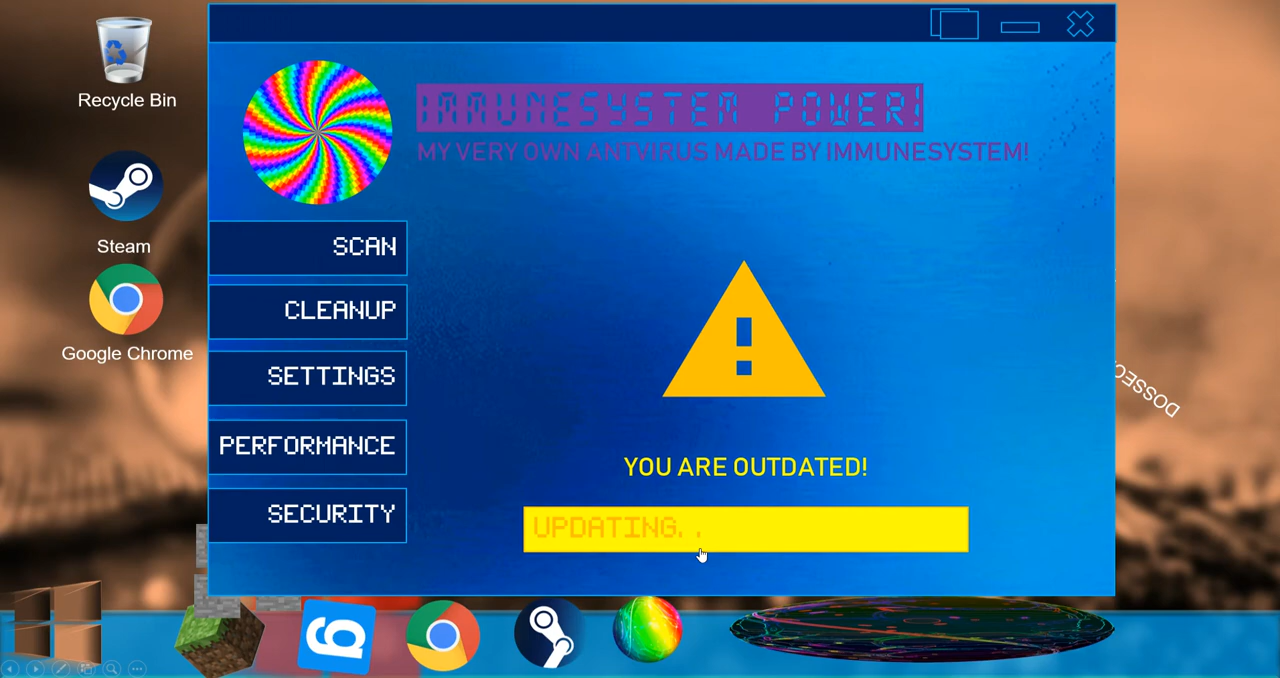 Recycle Bin
Steam
Google Chrome
IMMUNESYSTEM POWER!
MY VERY OWN ANTVIRUS MADE BY IMMUNESYSTEM!
SCAN
CLEANUP
SETTINGS
PERFORMANCE
SECURITY
YOU ARE OUTDATED!
UPDATING. .